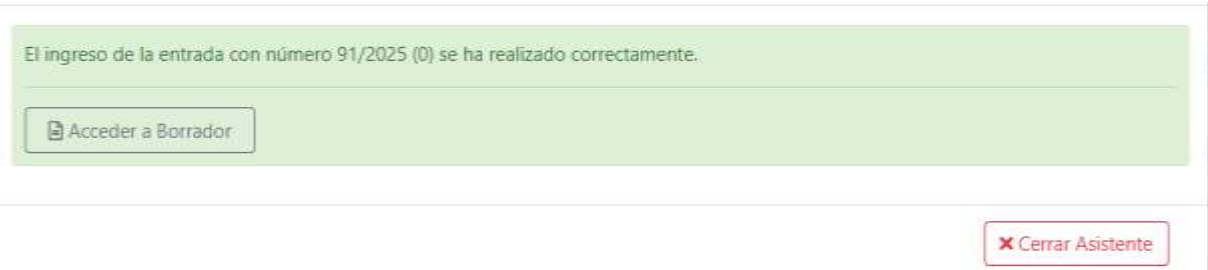 El ingreso de la entrada con número 91/2025 (0) se ha realizado correctamente.
Acceder a Borrador
Cerrar Asistente